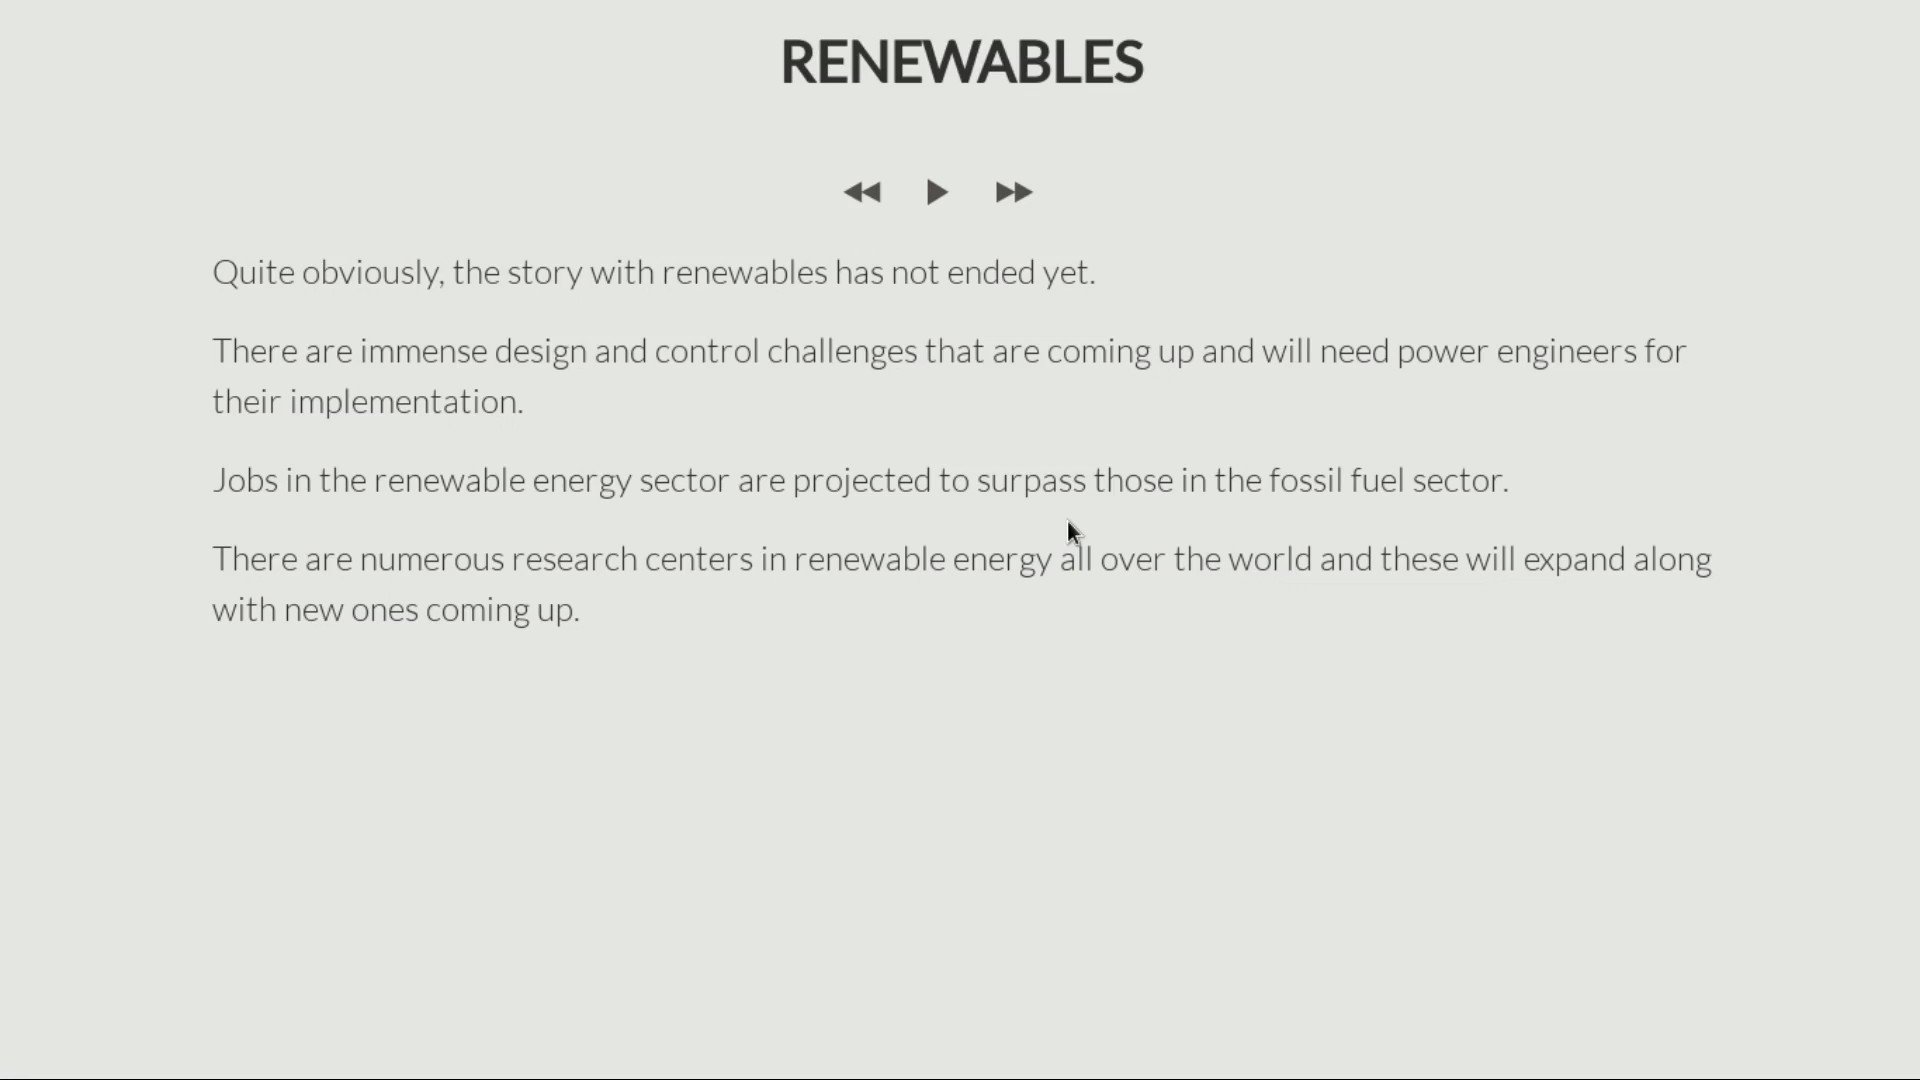 RENEWABLES
Quite obviously, the story with renewables has not ended yet.
There are immense design and control challenges that are coming up and will need power engineers for
their implementation.
Jobs in the renewable energy sector are projected to surpass those in the fossil fuel sector.
There are numerous research centers in renewable energy all over the world and these will expand along
with new ones coming up.